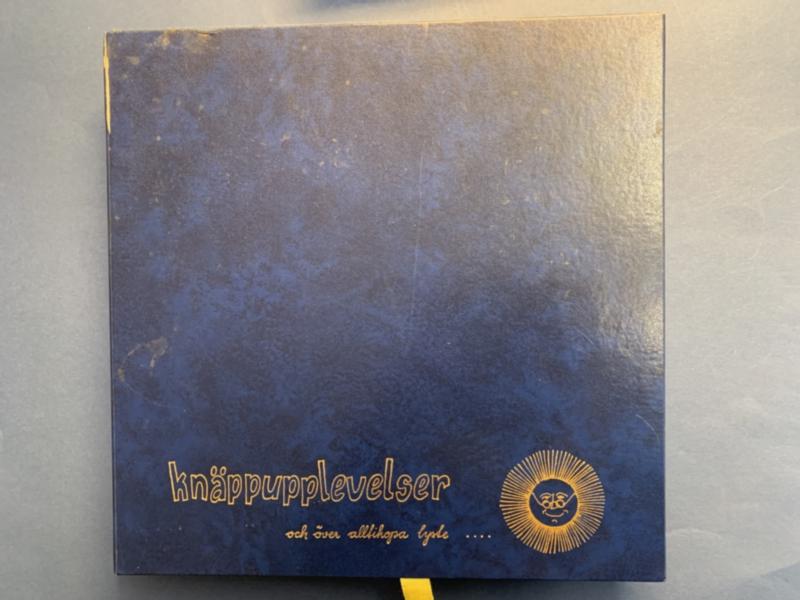 knäppupplevelser
och över alltihopa lyste ....